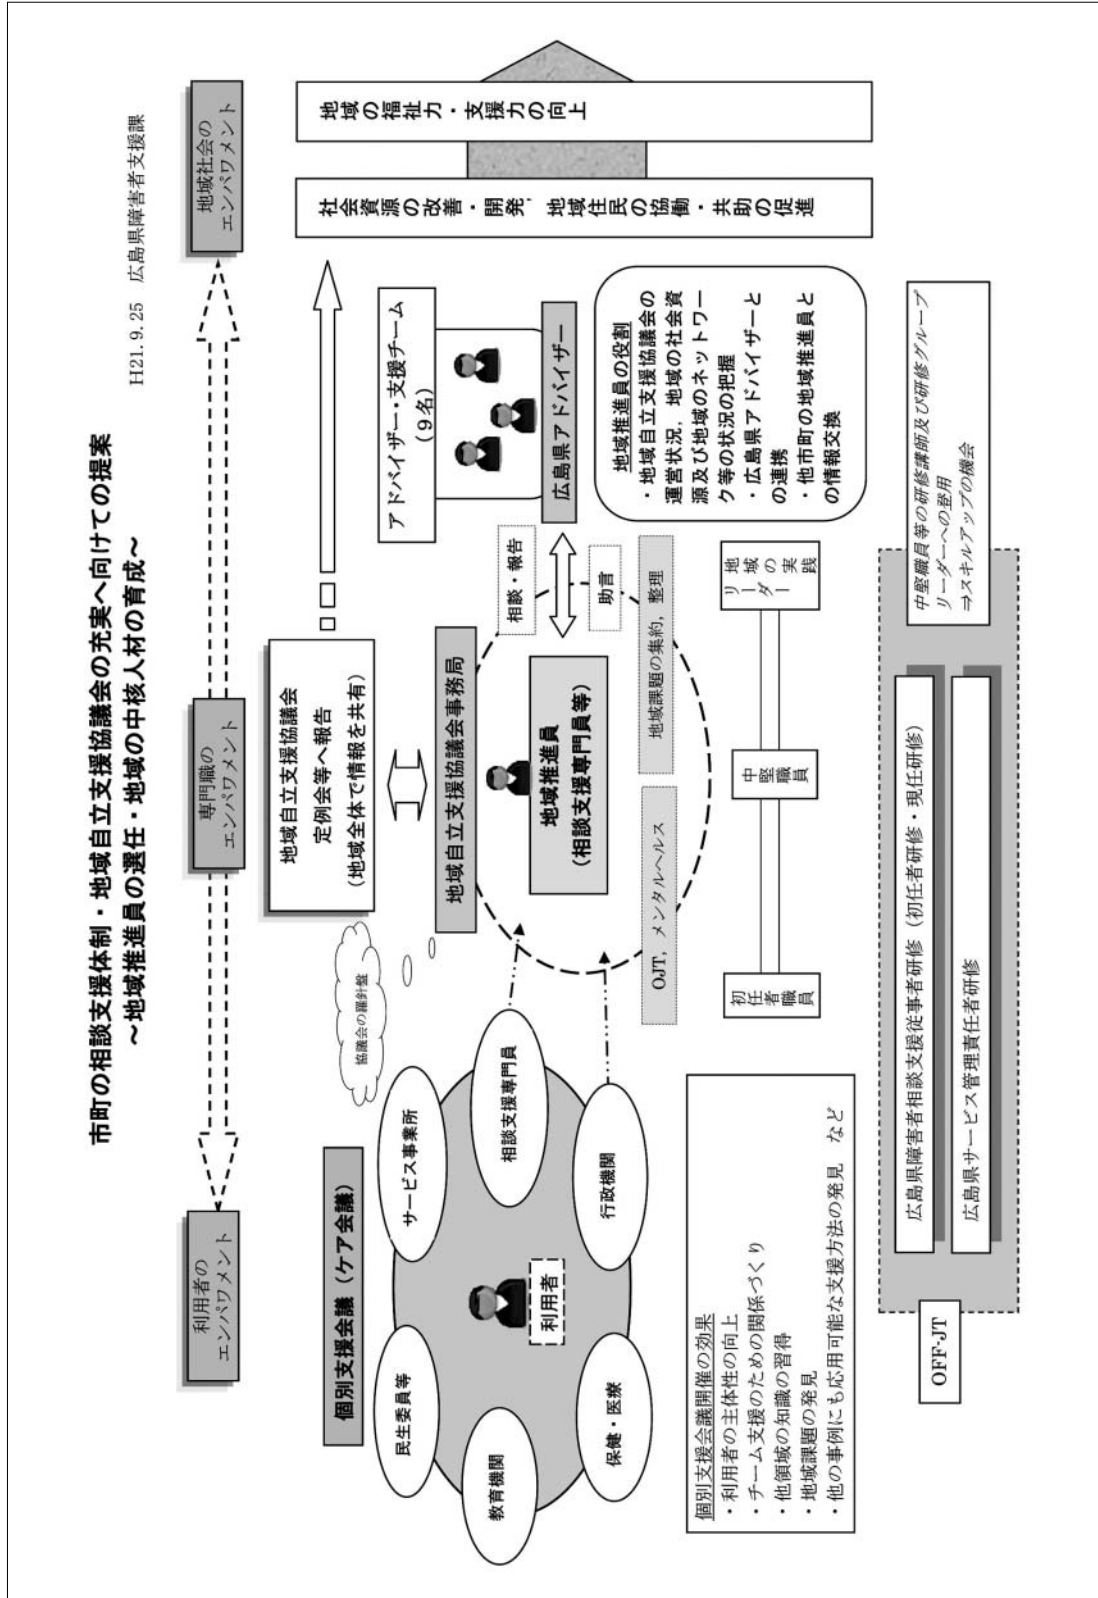 市町の相談支援体制・地域自立支援協議会の充実へ向けての提案
～地域推進員の選任・地域の中核人材の育成～
H21.9.25　広島県障害者支援課
利用者の
エンパワメント
専門職の
エンパワメント
地域社会の
エンパワメント
個別支援会議（ケア会議）
民生委員等
サービス事業所
教育機関
相談支援専門員
保健・医療
行政機関
利用者
協議会の羅針盤
地域自立支援協議会
定例会等へ報告
（地域全体で情報を共有）
地域自立支援協議会事務局
地域推進員
（相談支援専門員等）
OJT，メンタルヘルス
地域課題の集約，整理
相談・報告
助言
アドバイザー・支援チーム
（9名）
広島県アドバイザー
地域推進員の役割
・地域自立支援協議会の
運営状況，地域の社会資
源及び地域のネットワー
ク等の状況の把握
・広島県アドバイザーと
の連携
・他市町の地域推進員と
の情報交換
社会資源の改善・開発，地域住民の協働・共助の促進
地域の福祉力・支援力の向上
個別支援会議開催の効果
・利用者の主体性の向上
・チーム支援のための関係づくり
・他領域の知識の習得
・地域課題の発見
・他の事例にも応用可能な支援方法の発見　など
初任者職員
中堅職員
地域の実践
リーダー
OFF-JT
広島県障害者相談支援従事者研修（初任者研修・現任研修）
広島県サービス管理責任者研修
中堅職員等の研修講師及び研修グループ
リーダーへの登用
⇒スキルアップの機会